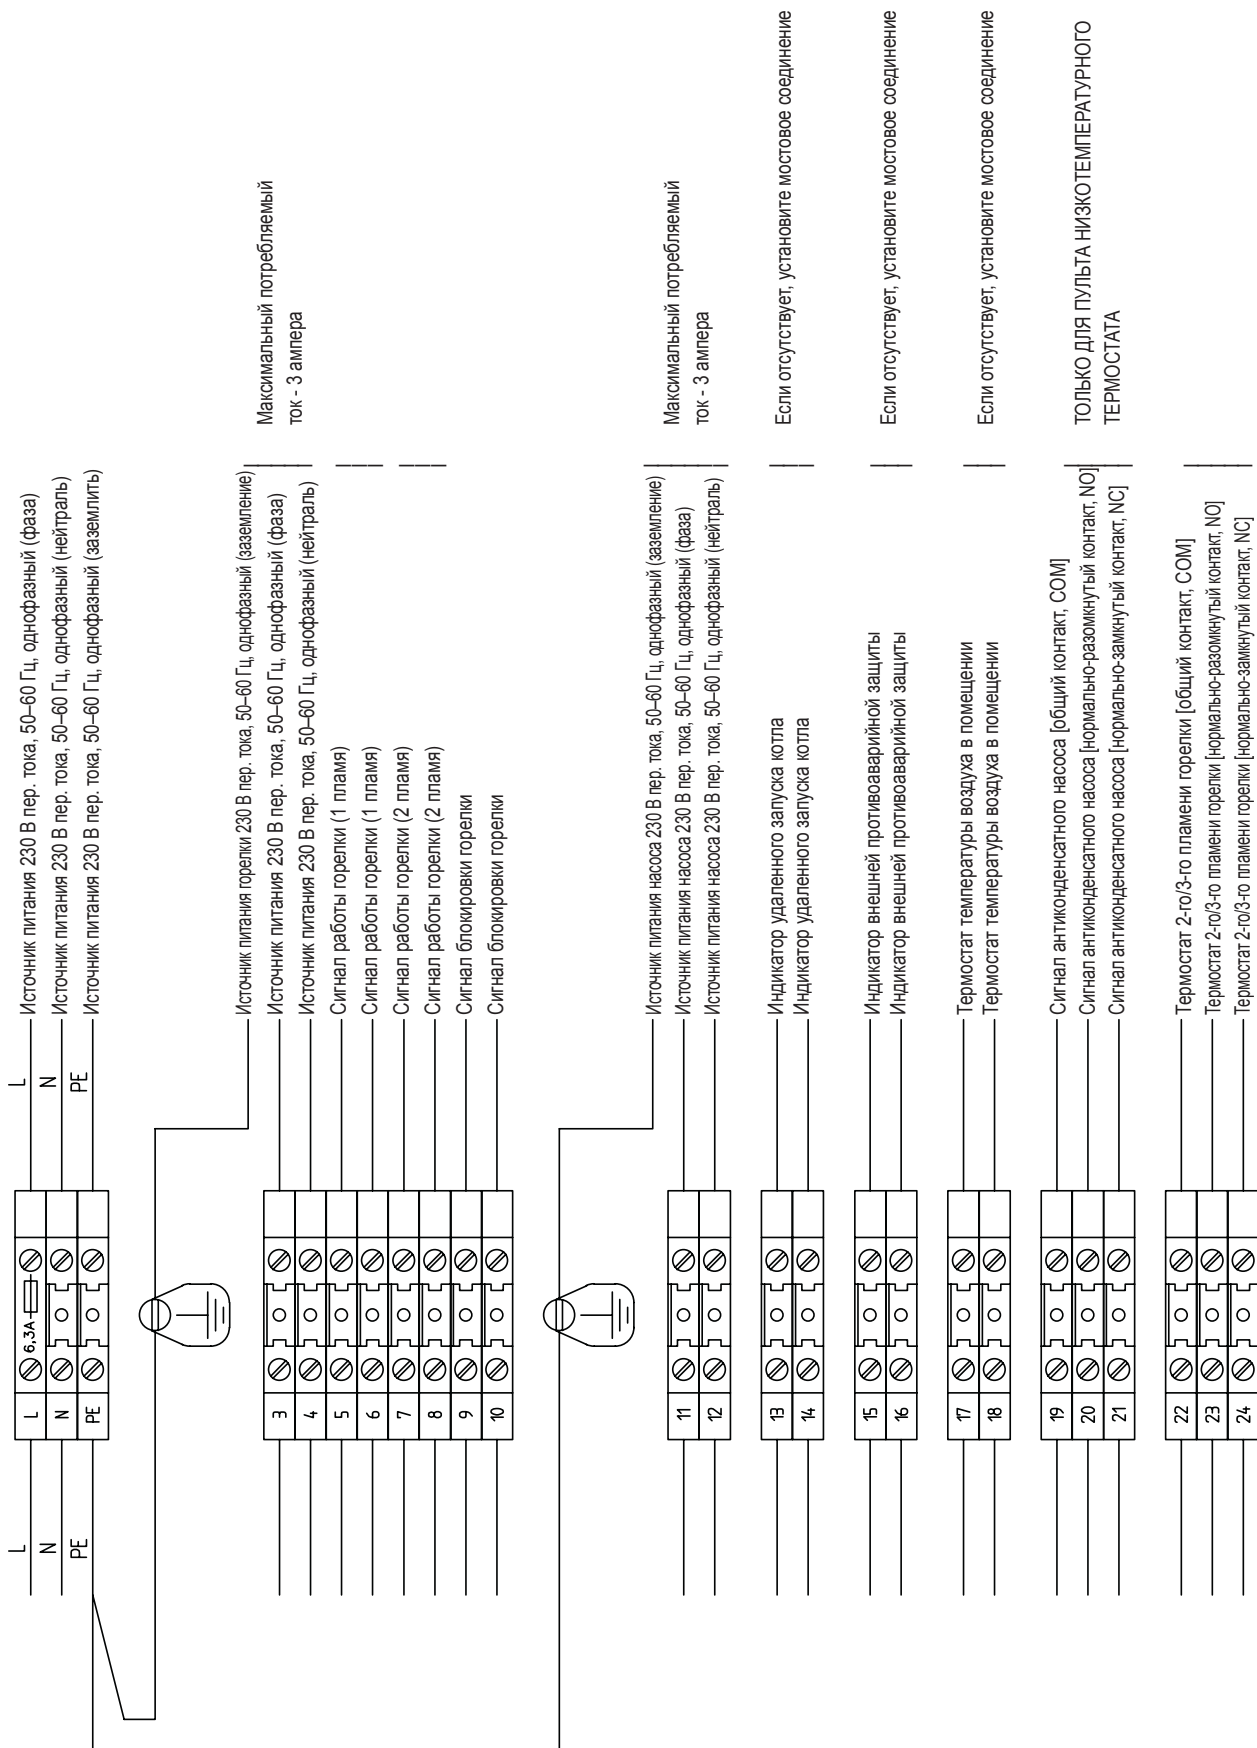 L
N
PE
L
6,3A
N
PE
L
N
PE
Источник питания 230 В пер. тока, 50–60 Гц, однофазный (фаза)
Источник питания 230 В пер. тока, 50–60 Гц, однофазный (нейтраль)
Источник питания 230 В пер. тока, 50–60 Гц, однофазный (заземлить)
Источник питания горелки 230 В пер. тока, 50–60 Гц, однофазный (заземление)
3
Источник питания 230 В пер. тока, 50–60 Гц, однофазный (фаза)
4
Источник питания 230 В пер. тока, 50–60 Гц, однофазный (нейтраль)
Максимальный потребляемый
ток - 3 ампера
5
Сигнал работы горелки (1 пламя)
6
Сигнал работы горелки (1 пламя)
7
Сигнал работы горелки (2 пламя)
8
Сигнал работы горелки (2 пламя)
9
Сигнал блокировки горелки
10
Сигнал блокировки горелки
Источник питания насоса 230 В пер. тока, 50–60 Гц, однофазный (заземление)
11
Источник питания насоса 230 В пер. тока, 50–60 Гц, однофазный (фаза)
12
Источник питания насоса 230 В пер. тока, 50–60 Гц, однофазный (нейтраль)
Максимальный потребляемый
ток - 3 ампера
13
Индикатор удаленного запуска котла
14
Индикатор удаленного запуска котла
Если отсутствует, установите мостовое соединение
15
Индикатор внешней противоаварийной защиты
16
Индикатор внешней противоаварийной защиты
Если отсутствует, установите мостовое соединение
17
Термостат температуры воздуха в помещении
18
Термостат температуры воздуха в помещении
Если отсутствует, установите мостовое соединение
19
Сигнал антиконденсатного насоса [общий контакт, COM]
20
Сигнал антиконденсатного насоса [нормально-разомкнутый контакт, NO]
21
Сигнал антиконденсатного насоса [нормально-замкнутый контакт, NC]
ТОЛЬКО ДЛЯ ПУЛЬТА НИЗКОТЕМПЕРАТУРНОГО
ТЕРМОСТАТА
22
Термостат 2-го/3-го пламени горелки [общий контакт, COM]
23
Термостат 2-го/3-го пламени горелки [нормально-разомкнутый контакт, NO]
24
Термостат 2-го/3-го пламени горелки [нормально-замкнутый контакт, NC]